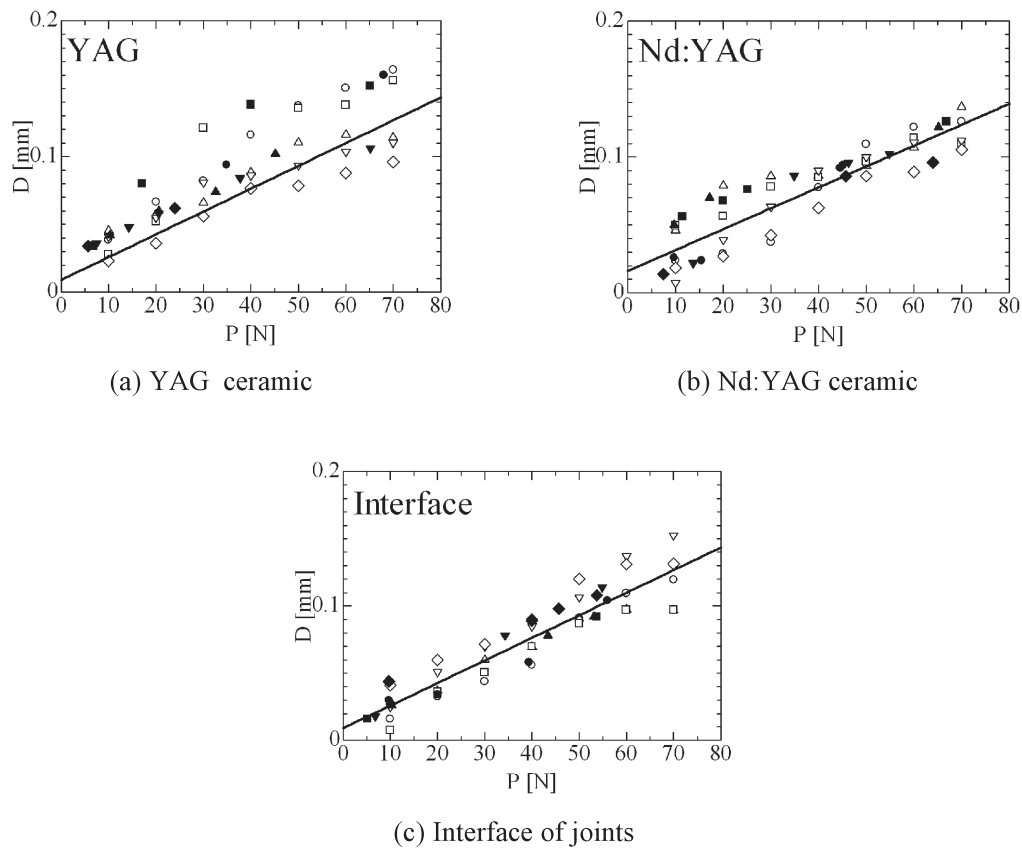 0.2
YAG
D [mm]
0.1
0
0 10 20 30 40 50 60 70 80
P [N]
(a) YAG ceramic
0.2
Nd:YAG
D [mm]
0.1
0
0 10 20 30 40 50 60 70 80
P [N]
(b) Nd:YAG ceramic
0.2
Interface
D [mm]
0.1
0
0 10 20 30 40 50 60 70 80
P [N]
(c) Interface of joints